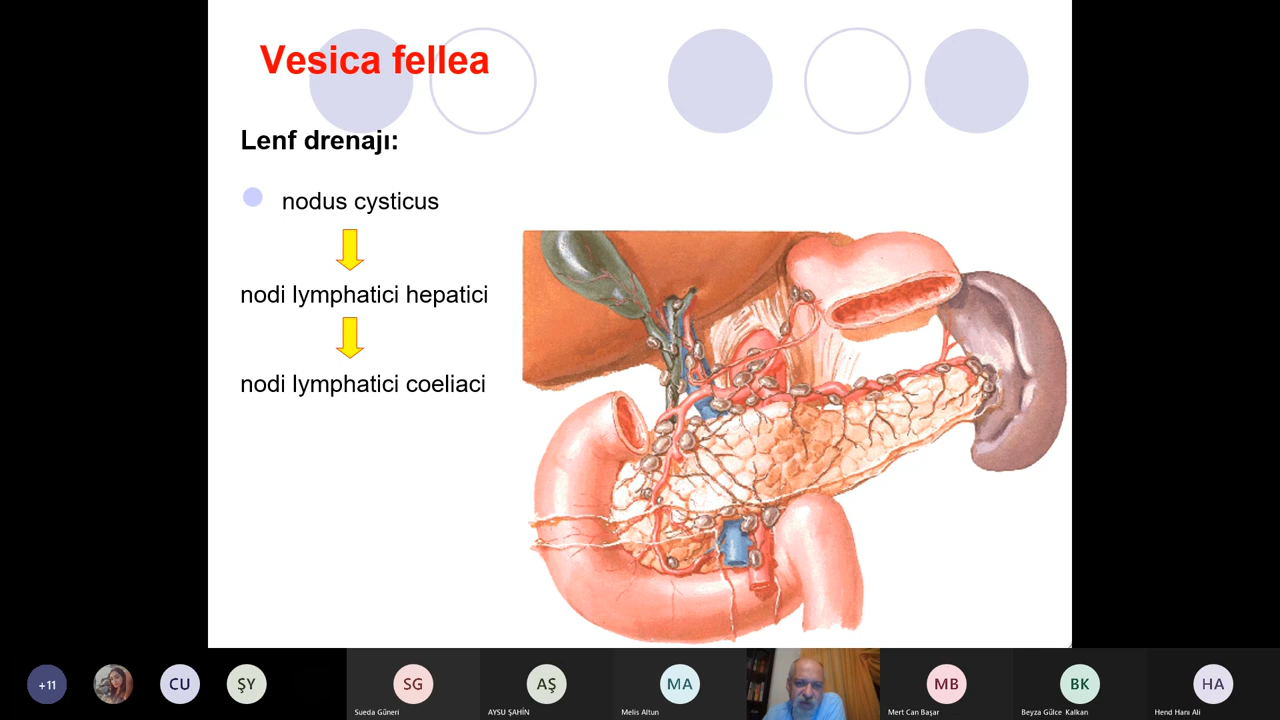 Vesica fellea
Lenf drenajı:
nodus cysticus
nodi lymphatici hepatici
nodi lymphatici coeliaci
+11
CU
ŞY
SG
Sueda Güneri
AŞ
AYSU ŞAHİN
MA
Melis Altun
MB
Mert Can Başar
BK
Beyza Gülce Kalkan
HA
Hend Hanı Ali